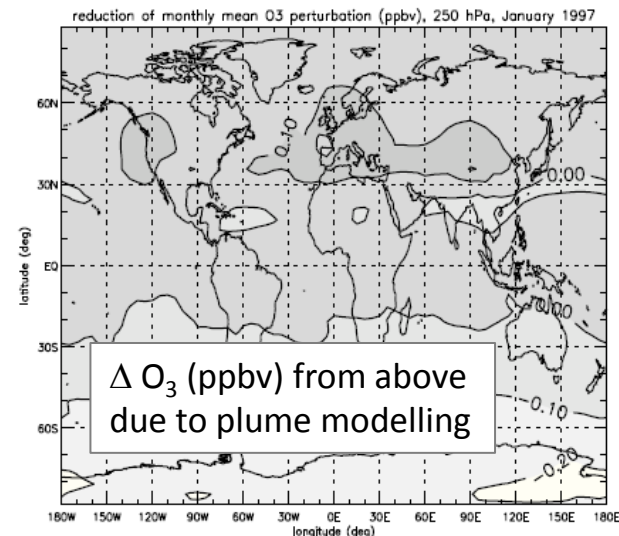 reduction of monthly mean O3 perturbation (ppbv), 250 hPa, January 1997
60N
30N
EQ
30S
60S
latitude (deg)
0.10
0.00
0.00
-0.10
-0.20
Δ O₃ (ppbv) from above
due to plume modelling
180W 150W 120W 90W 60W 30W 0E 30E 60E 90E 120E 150E 180E
longitude (deg)